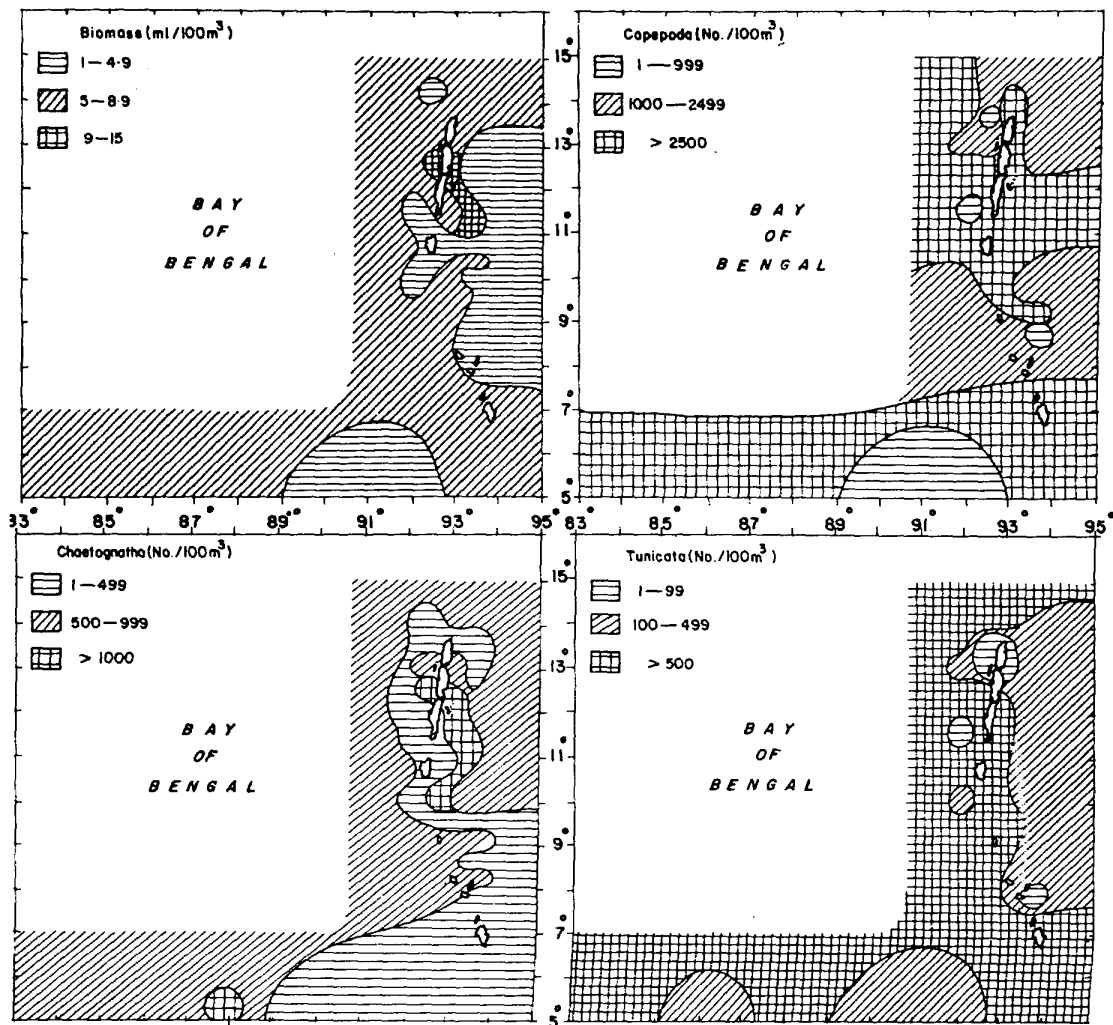 Biomass (ml/100m³)
1—4·9
5—8·9
9—15
BAY
OF
BENGAL
Copepoda (No./100m³)
1—999
1000—2499
> 2500
BAY
OF
BENGAL
15°
13°
11°
9°
7°
5°
83° 85° 87° 89° 91° 93° 95°
83° 85° 87° 89° 91° 93° 95°
Chaetognatha (No./100m³)
1—499
500—999
> 1000
BAY
OF
BENGAL
Tunicata (No./100m³)
1—99
100—499
> 500
BAY
OF
BENGAL
15°
13°
11°
9°
7°
5°